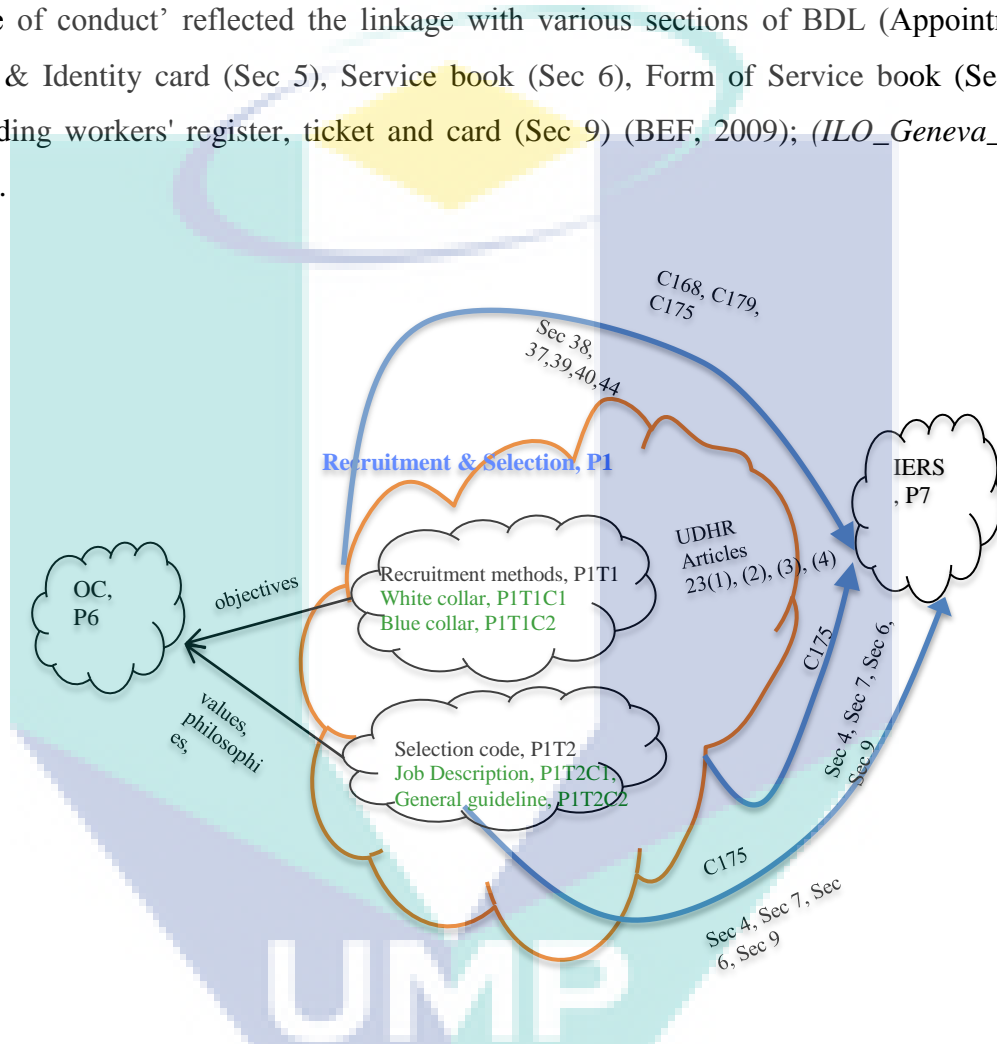 e of conduct’ reflected the linkage with various sections of BDL (Appoint
& Identity card (Sec 5), Service book (Sec 6), Form of Service book (Se
ding workers' register, ticket and card (Sec 9) (BEF, 2009); (ILO_Geneva_
.
C168, C179,
C175
Sec 38,
37,39,40,44
Recruitment & Selection, P1
IERS
, P7
UDHR
Articles
23(1), (2), (3), (4)
Recruitment methods, P1T1
White collar, P1T1C1
Blue collar, P1T1C2
OC,
P6
objectives
values,
philosophi
es,
C175
Sec 4, Sec 7, Sec 6,
Sec 9
Selection code, P1T2
Job Description, P1T2C1,
General guideline, P1T2C2
C175
Sec 4, Sec 7, Sec
6, Sec 9
UMP